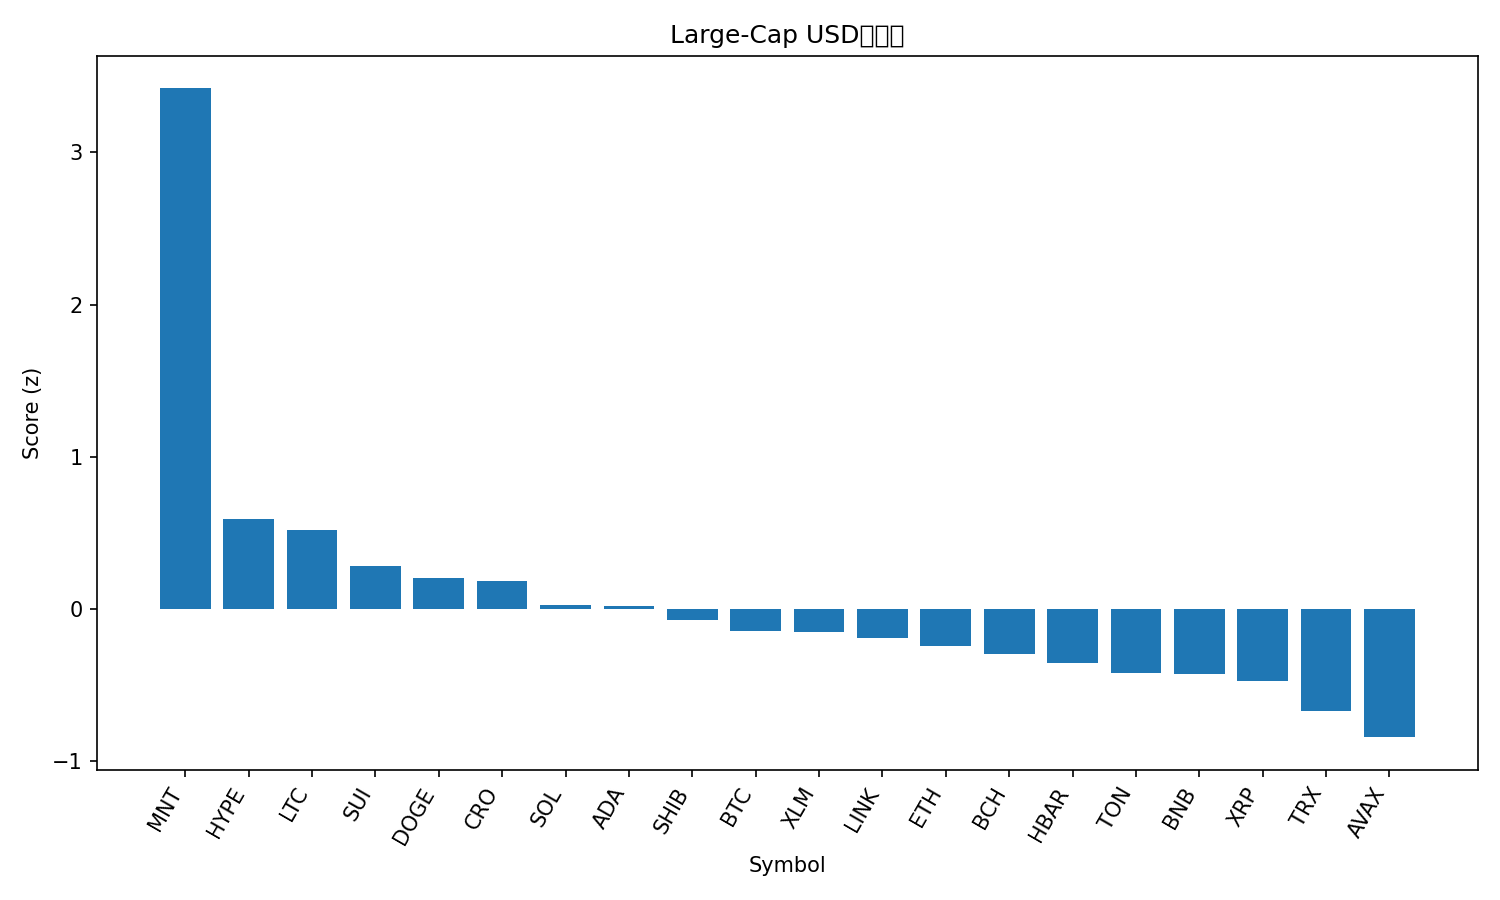 Large-Cap USD
Score (z)
3
2
1
0
−1
MNT
HYPE
LTC
SUI
DOGE
CRO
SOL
ADA
SHIB
BTC
XLM
LINK
ETH
BCH
HBAR
TON
BNB
XRP
TRX
AVAX
Symbol